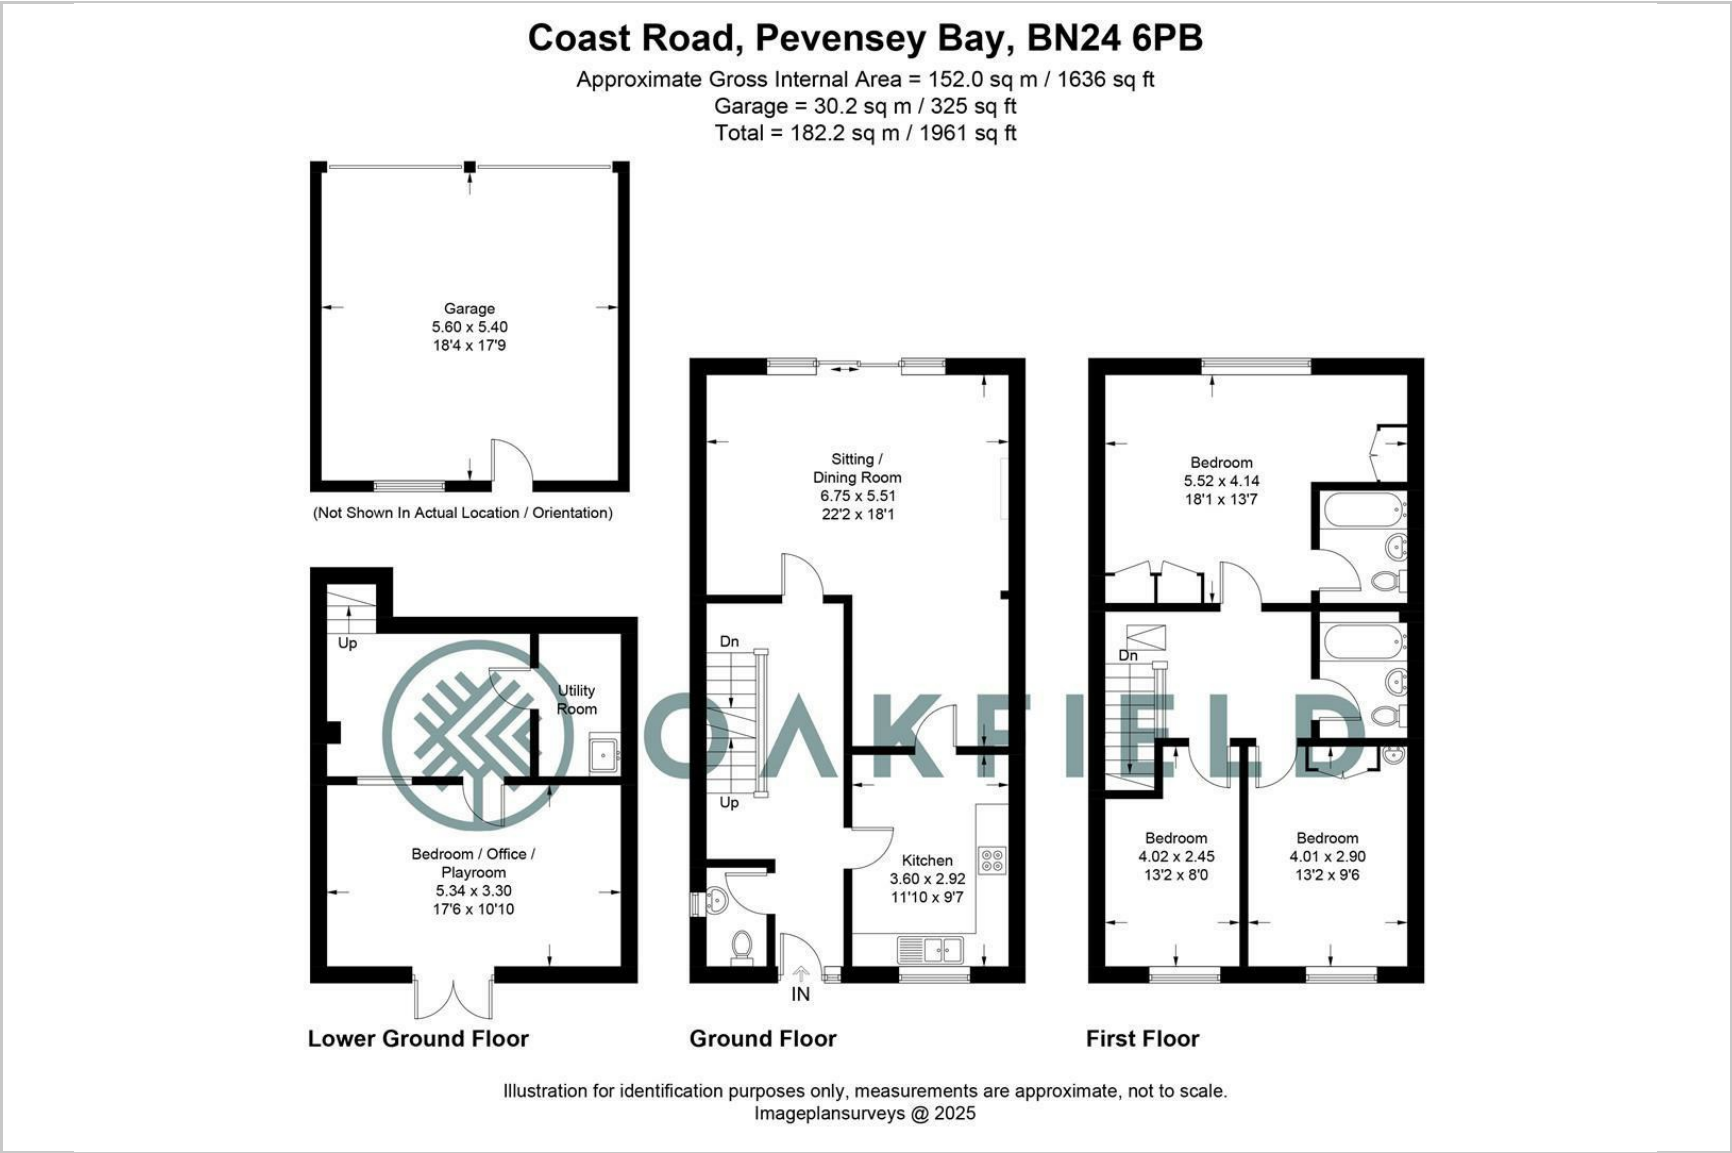 Coast Road, Pevensey Bay, BN24 6PB
Approximate Gross Internal Area = 152.0 sq m / 1636 sq ft
Garage = 30.2 sq m / 325 sq ft
Total = 182.2 sq m / 1961 sq ft
Garage
5.60 x 5.40
18'4 x 17'9
(Not Shown In Actual Location / Orientation)
Up
Utility
Room
Bedroom / Office /
Playroom
5.34 x 3.30
17'6 x 10'10
Lower Ground Floor
Sitting /
Dining Room
6.75 x 5.51
22'2 x 18'1
Dn
Up
Kitchen
3.60 x 2.92
11'10 x 9'7
IN
Ground Floor
Bedroom
5.52 x 4.14
18'1 x 13'7
Dn
Bedroom
4.02 x 2.45
13'2 x 8'0
Bedroom
4.01 x 2.90
13'2 x 9'6
First Floor
OAKFIELD
Illustration for identification purposes only, measurements are approximate, not to scale.
Imageplansurveys @ 2025